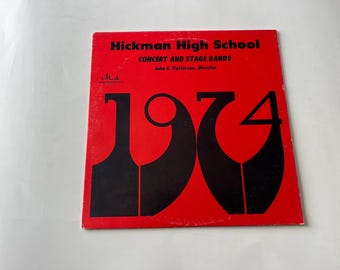 Hickman High School
CONCERT AND STAGE BANDS
John E. Patterson, Director
1974